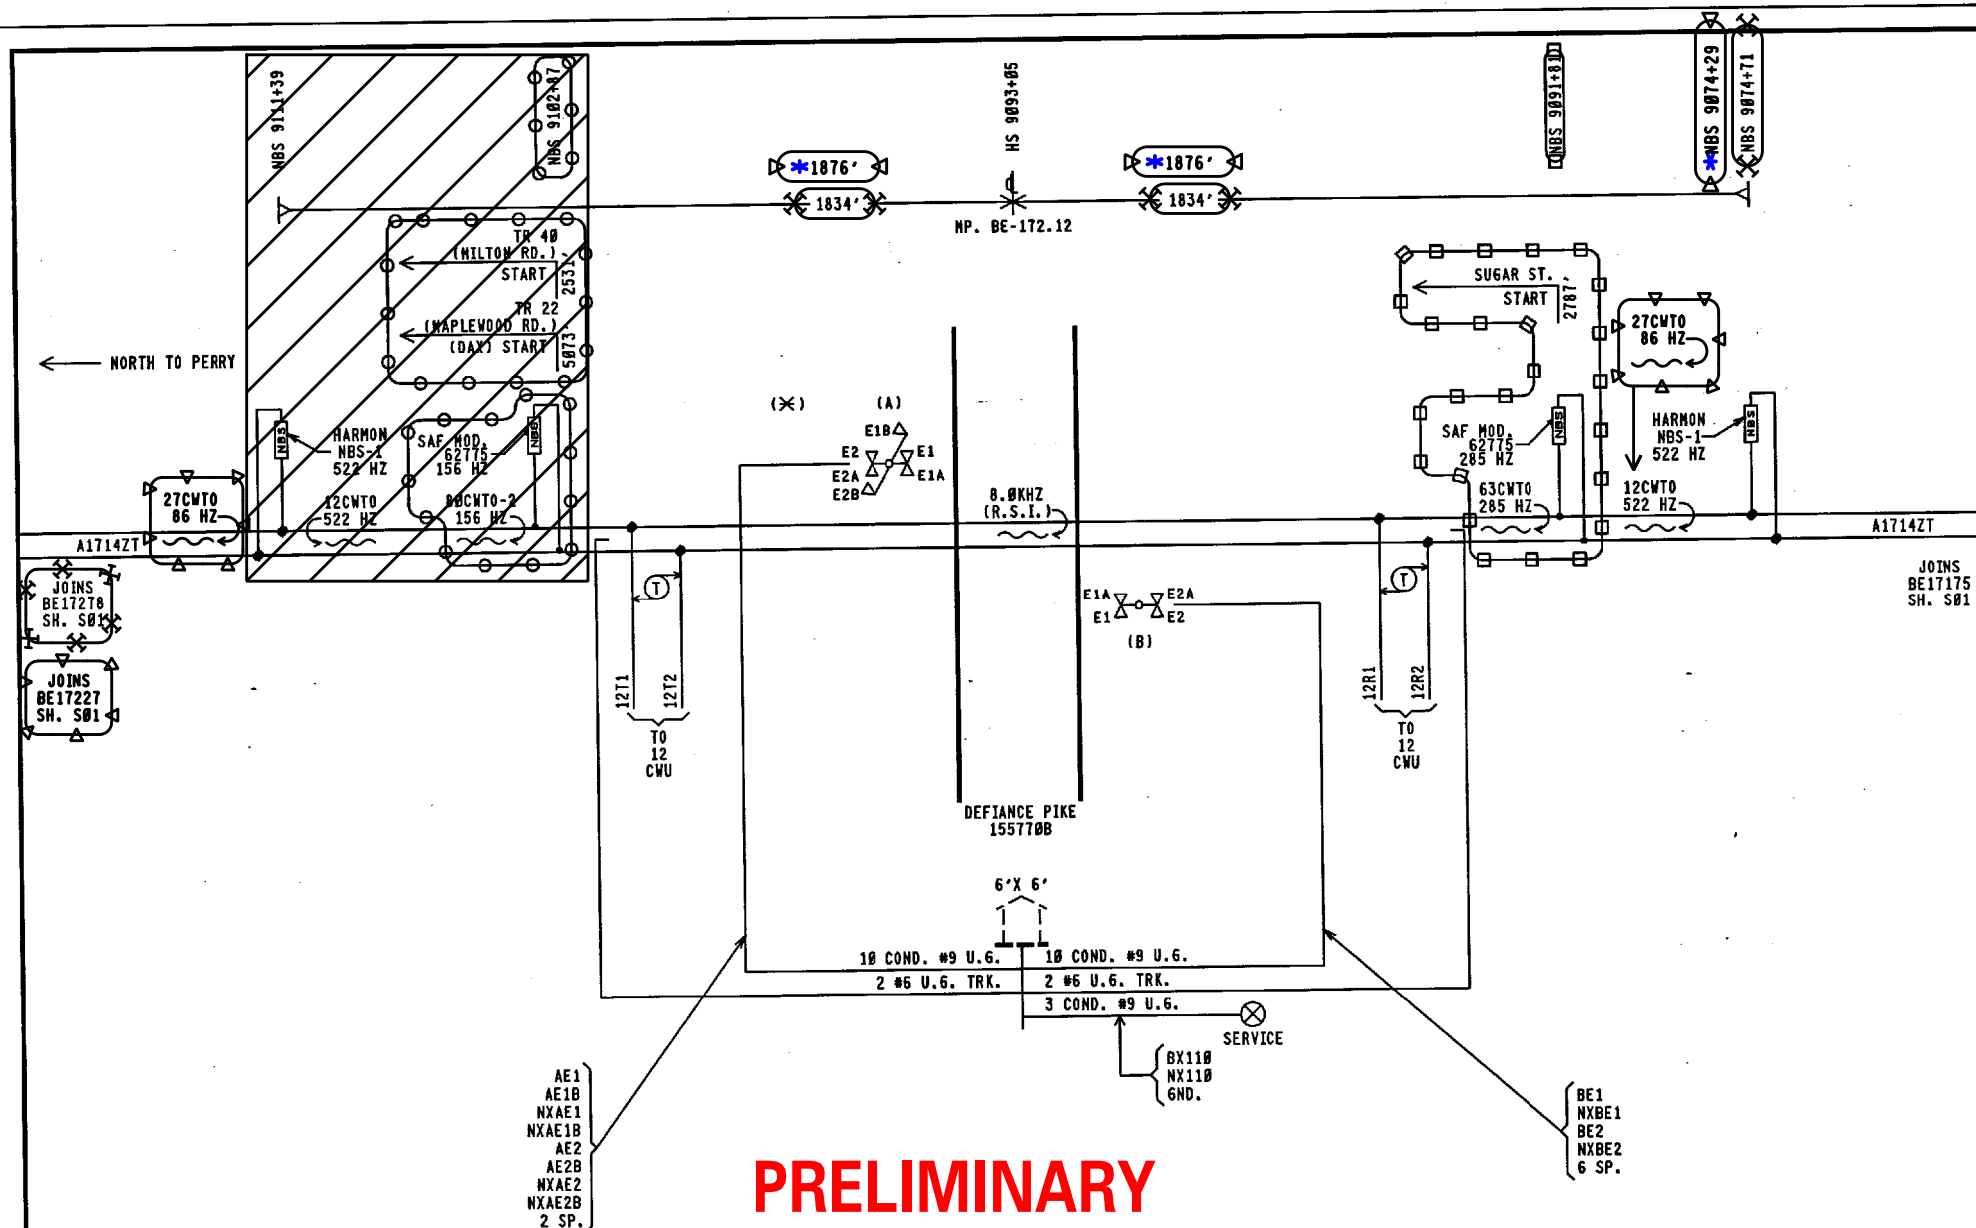 NBS 9111+39
NBS 9102+87
HS 9093+05
NBS 9091+81
*NBS 9074+29
NBS 9074+71
*1876'
*1876'
1834'
1834'
MP. BE-172.12
TR 40
(MILTON RD.)
START
2531'
TR 22
(MAPLEWOOD RD.)
(DAX) START
5073'
SUGAR ST.
START
2787'
27CWTO
86 HZ
NORTH TO PERRY
(A)
E1B
E2
E1
E2A
E1A
E2B
NBS
HARMON
NBS-1
522 HZ
SAF MOD.
62775
156 HZ
NBS
SAF MOD.
62775
285 HZ
NBS
HARMON
NBS-1
522 HZ
NBS
27CWTO
86 HZ
12CWTO
522 HZ
80CWTO-2
156 HZ
8.0KHZ
(R.S.I.)
63CWTO
285 HZ
12CWTO
522 HZ
A1714ZT
A1714ZT
JOINS
BE17278
SH. S01
JOINS
BE17175
SH. S01
T
T
E1A
E2A
E1
E2
(B)
JOINS
BE17227
SH. S01
12T1
12T2
TO
12
CWU
12R1
12R2
TO
12
CWU
DEFIANCE PIKE
155770B
6'X 6'
10 COND. #9 U.G.
10 COND. #9 U.G.
2 #6 U.G. TRK.
2 #6 U.G. TRK.
3 COND. #9 U.G.
SERVICE
BX110
NX110
GND.
AE1
AE1B
NXAE1
NXAE1B
AE2
AE2B
NXAE2
NXAE2B
2 SP.
BE1
NXBE1
BE2
NXBE2
6 SP.
PRELIMINARY